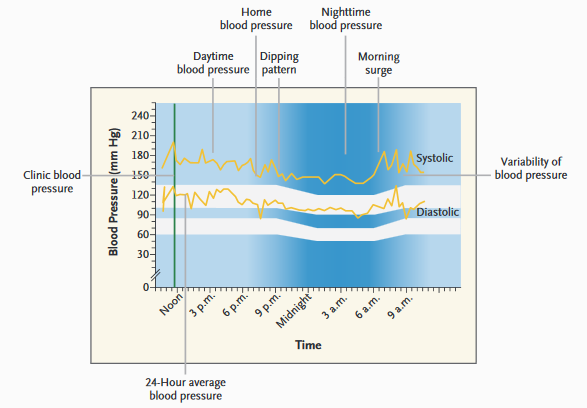 Home
blood pressure
Nighttime
blood pressure
Daytime
blood pressure
Dipping
pattern
Morning
surge
Clinic blood
pressure
Variability of
blood pressure
Blood Pressure (mm Hg)
240
210
180
150
120
90
60
30
0
Systolic
Diastolic
Noon
3 p.m.
6 p.m.
9 p.m.
Midnight
3 a.m.
6 a.m.
9 a.m.
Time
24-Hour average
blood pressure